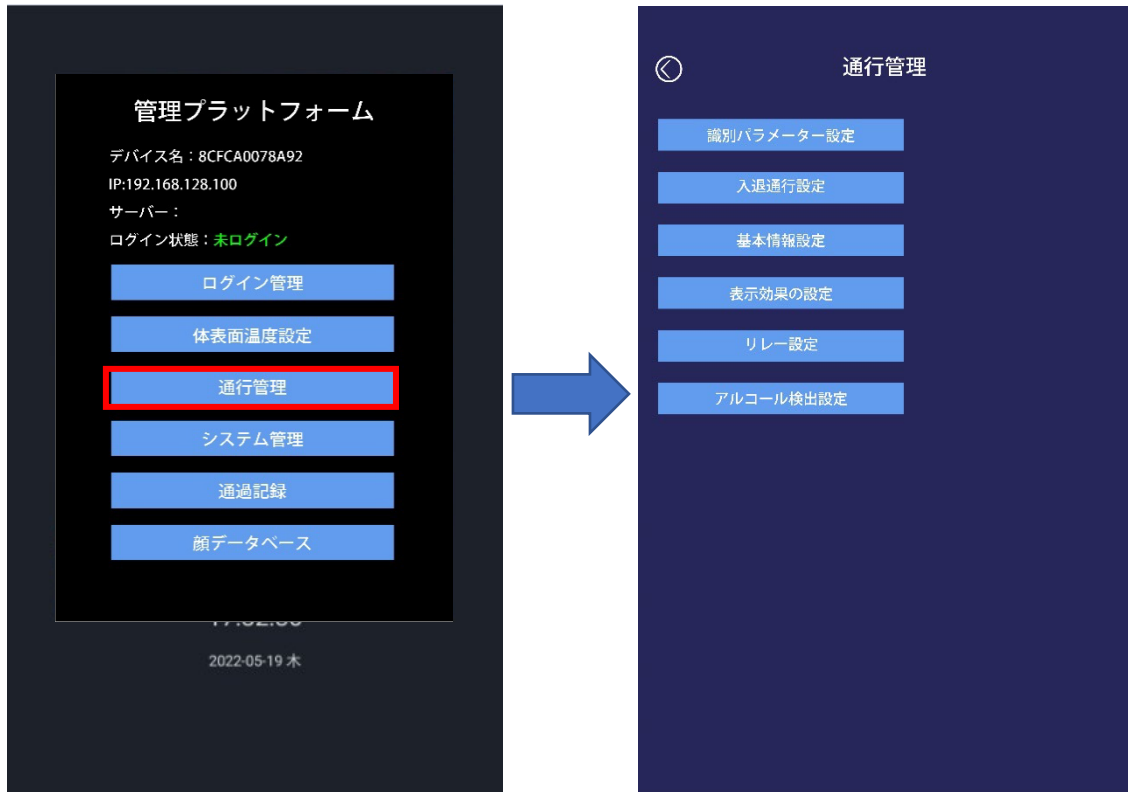 管理プラットフォーム
デバイス名：8CFCA0078A92
IP:192.168.128.100
サーバー：
ログイン状態：未ログイン
ログイン管理
体表面温度設定
通行管理
システム管理
通過記録
顔データベース
2022-05-19 木
通行管理
識別パラメーター設定
入退通行設定
基本情報設定
表示効果の設定
リレー設定
アルコール検出設定